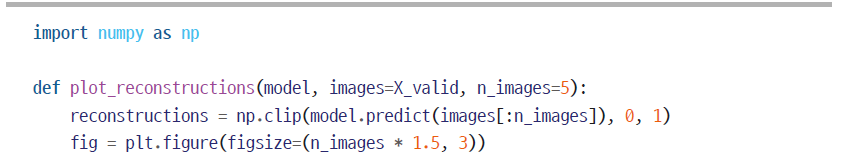 import numpy as np
def plot_reconstructions(model, images=X_valid, n_images=5):
    reconstructions = np.clip(model.predict(images[:n_images]), 0, 1)
    fig = plt.figure(figsize=(n_images * 1.5, 3))